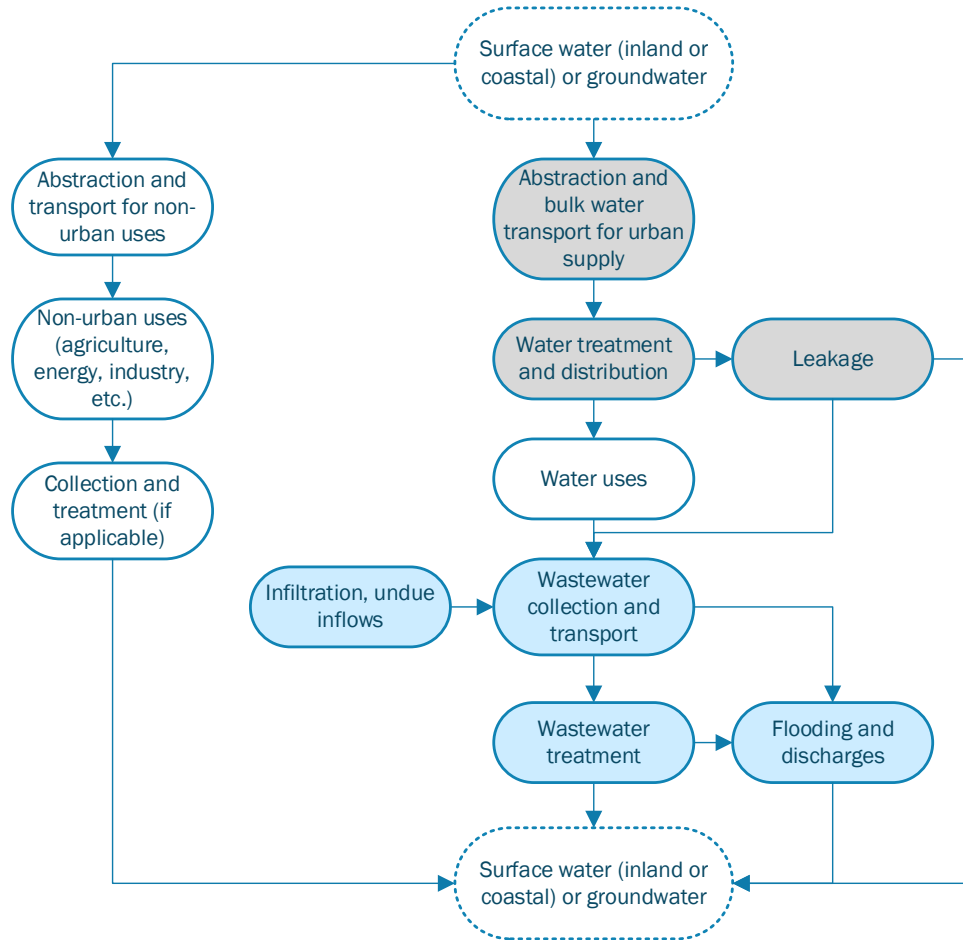 Surface water (inland or
coastal) or groundwater
Abstraction and
transport for non-
urban uses
Abstraction and
bulk water
transport for urban
supply
Non-urban uses
(agriculture,
energy, industry,
etc.)
Water treatment
and distribution
Leakage
Water uses
Collection and
treatment (if
applicable)
Infiltration, undue
inflows
Wastewater
collection and
transport
Wastewater
treatment
Flooding and
discharges
Surface water (inland or
coastal) or groundwater